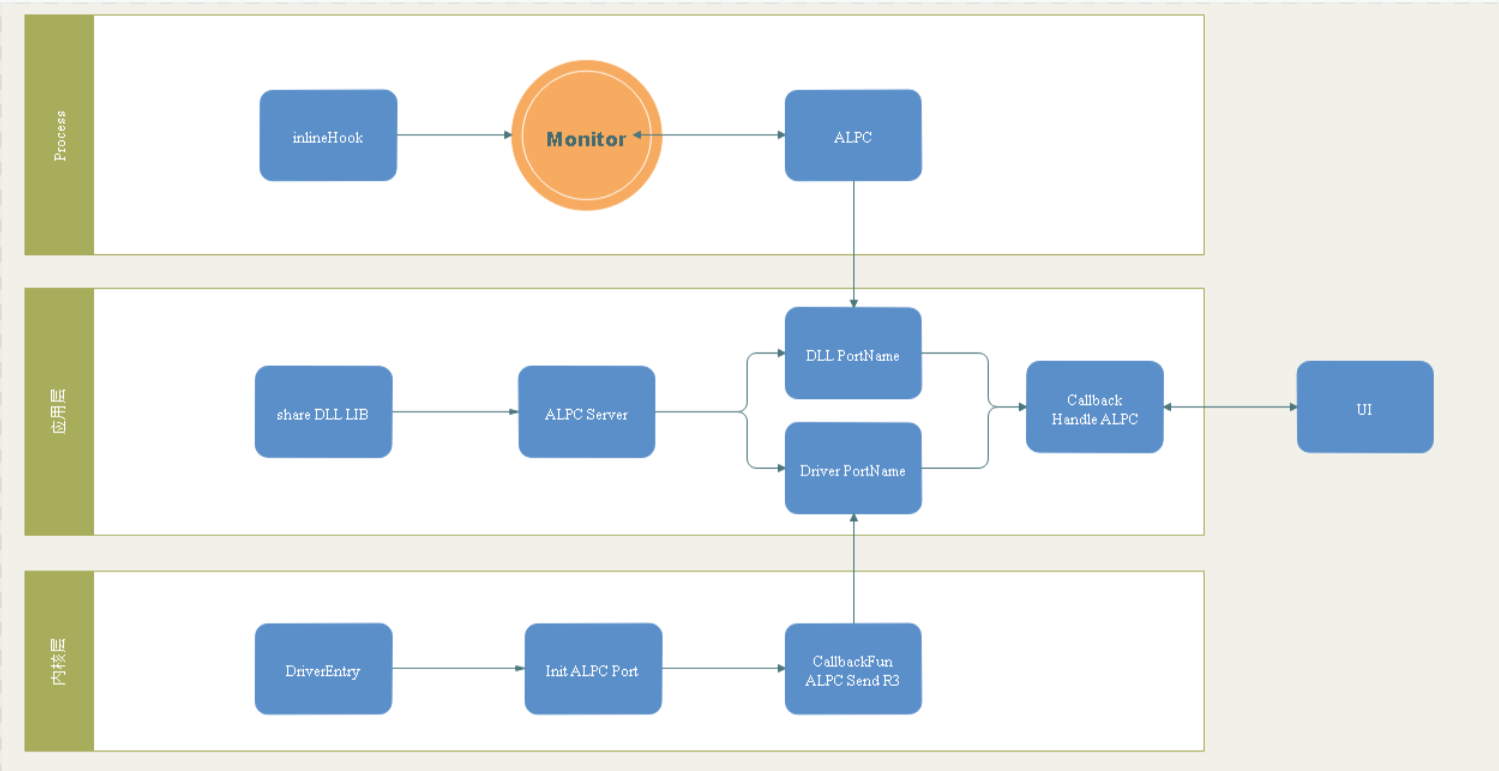 Process
inlineHook
Monitor
ALPC
应用层
share DLL LIB
ALPC Server
DLL PortName
Driver PortName
Callback
Handle ALPC
UI
内核层
DriverEntry
Init ALPC Port
CallbackFun
ALPC Send R3